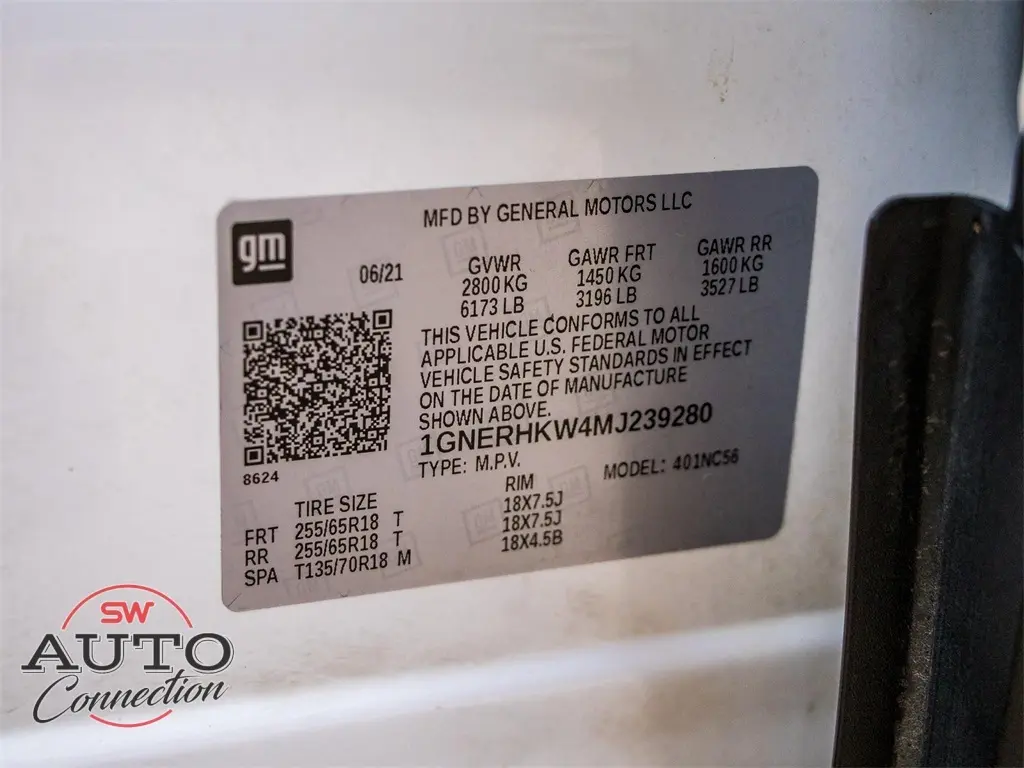 gm
MFD BY GENERAL MOTORS LLC
06/21
GVWR
2800 KG
6173 LB
GAWR FRT
1450 KG
3196 LB
GAWR RR
1600 KG
3527 LB
THIS VEHICLE CONFORMS TO ALL
APPLICABLE U.S. FEDERAL MOTOR
VEHICLE SAFETY STANDARDS IN EFFECT
ON THE DATE OF MANUFACTURE
SHOWN ABOVE.
1GNERHKW4MJ239280
TYPE: M.P.V. MODEL: 401NC56
8624
TIRE SIZE RIM
FRT 255/65R18 T 18X7.5J
RR 255/65R18 T 18X7.5J
SPA T135/70R18 M 18X4.5B
SW
AUTO
Connection